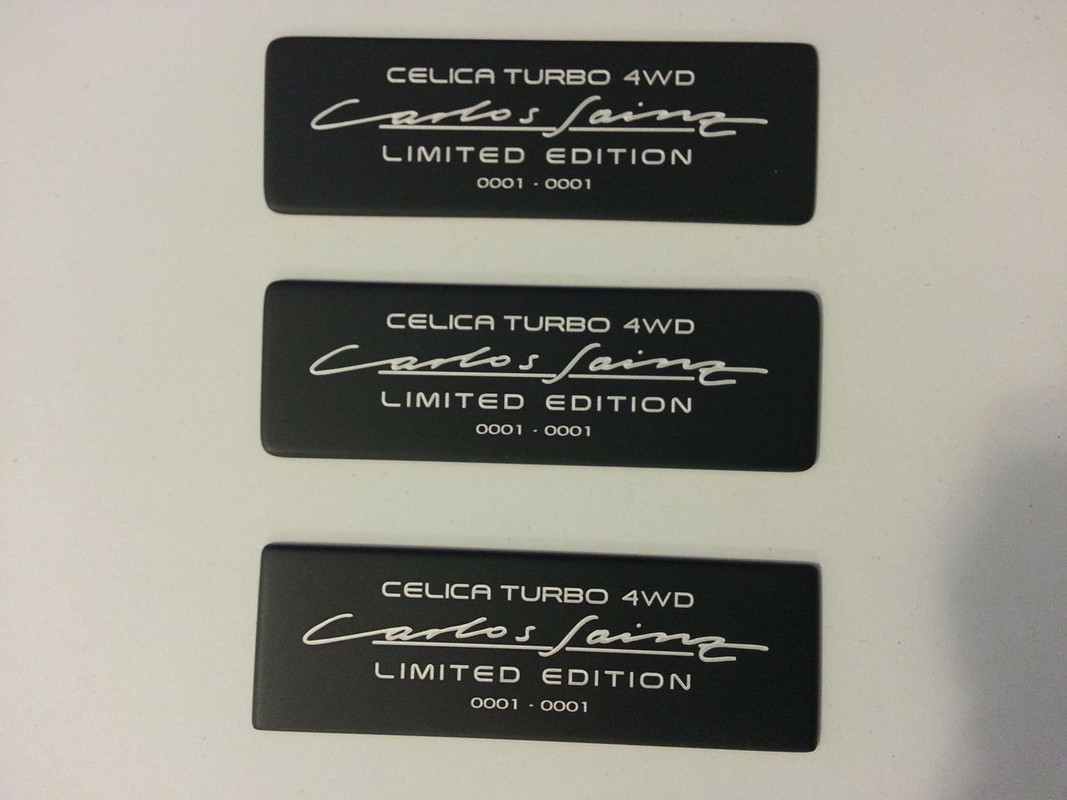 CELICA TURBO 4WD
Carlos Sainz
LIMITED EDITION
0001 - 0001
CELICA TURBO 4WD
Carlos Sainz
LIMITED EDITION
0001 - 0001
CELICA TURBO 4WD
Carlos Sainz
LIMITED EDITION
0001 - 0001